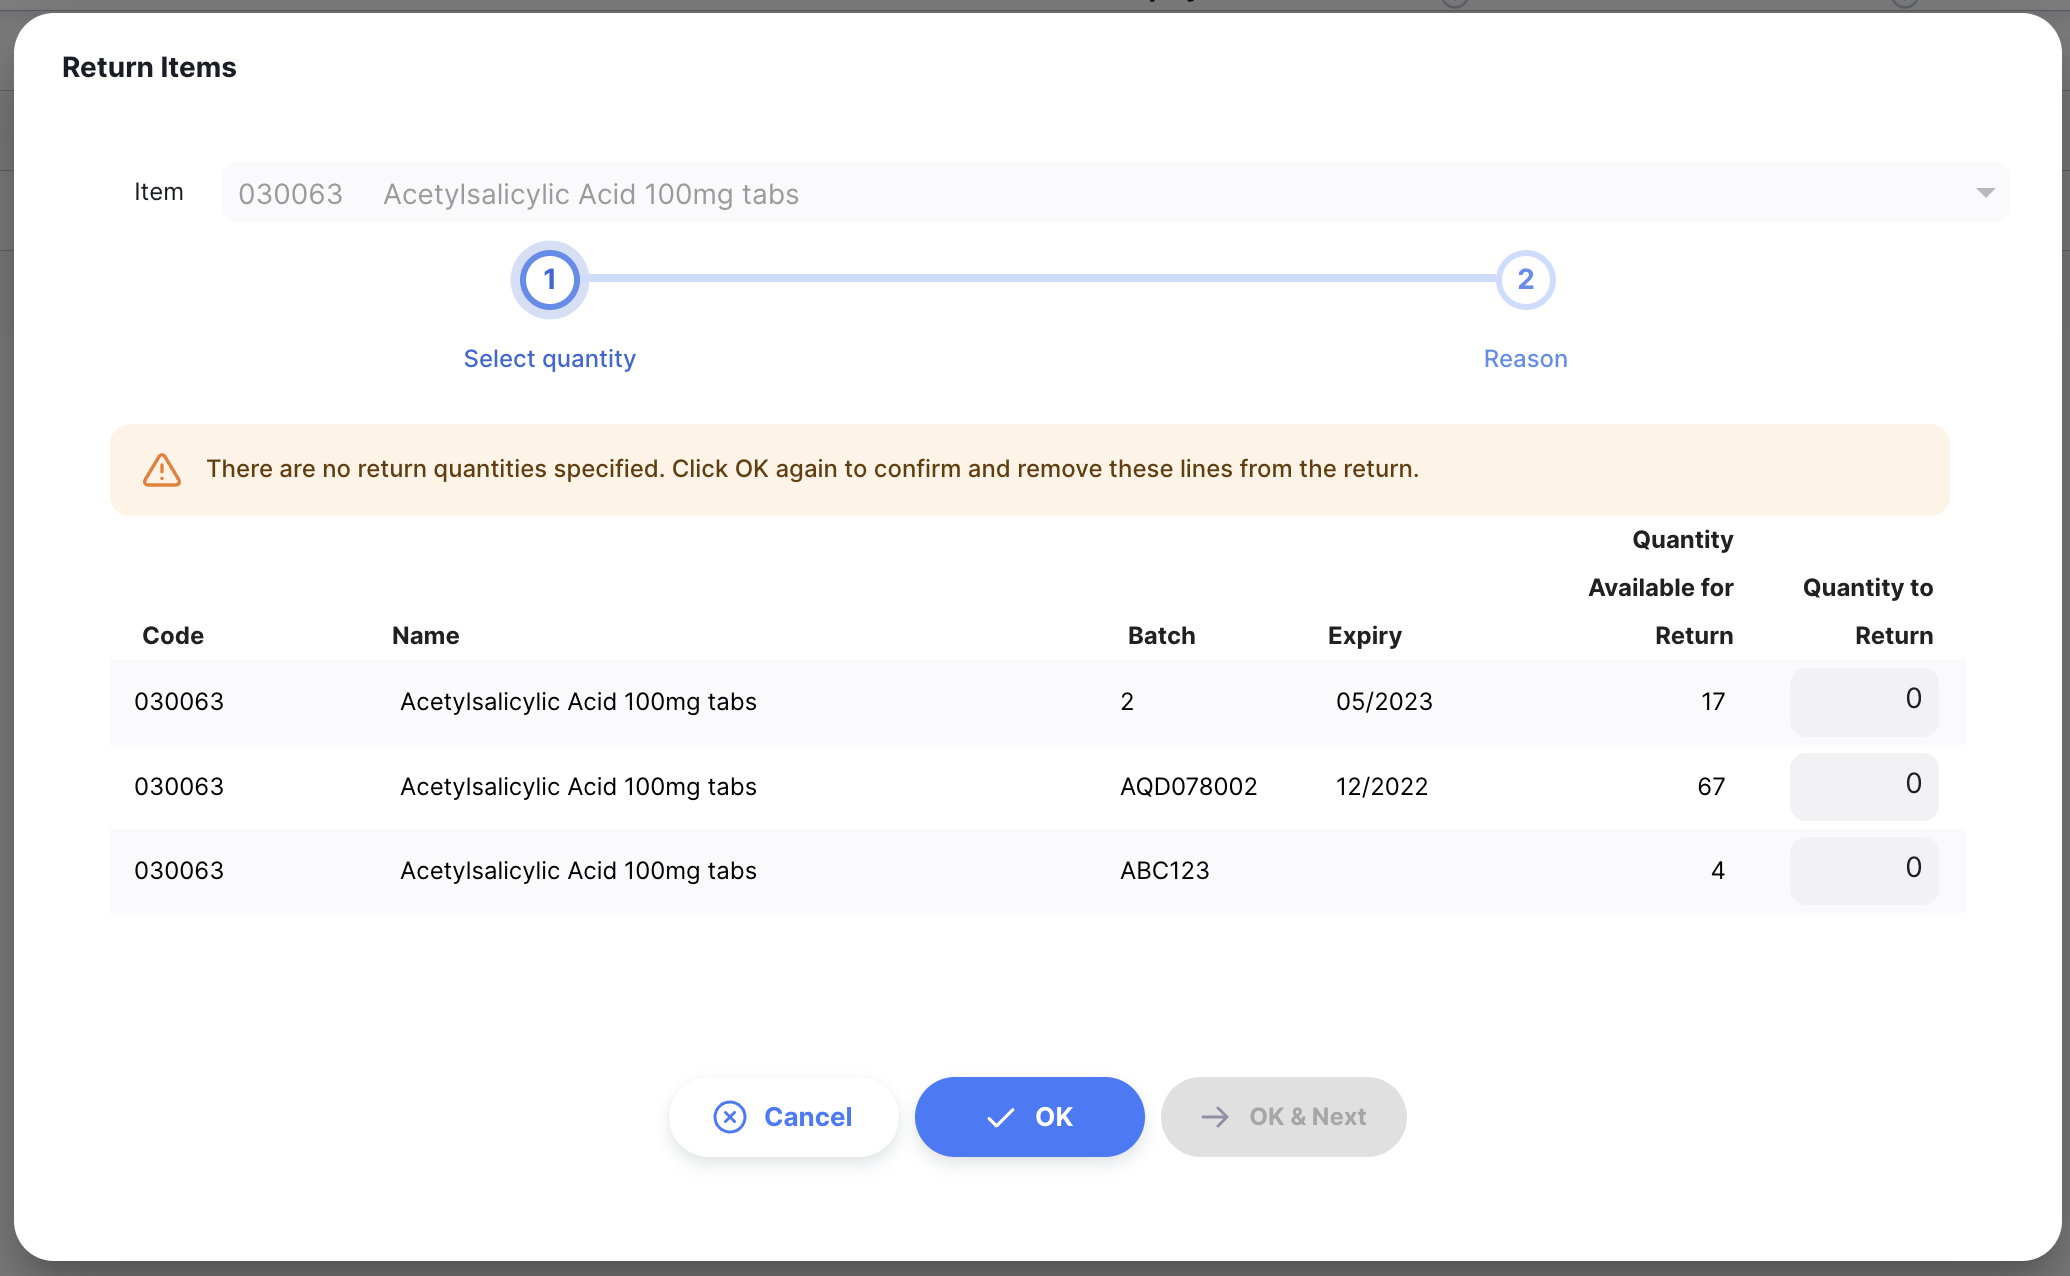 Return Items
Item 030063 Acetylsalicylic Acid 100mg tabs
1 2
Select quantity Reason
There are no return quantities specified. Click OK again to confirm and remove these lines from the return.
Code Name Batch Expiry Quantity Available for Return Quantity to Return
030063 Acetylsalicylic Acid 100mg tabs 2 05/2023 17 0
030063 Acetylsalicylic Acid 100mg tabs AQD078002 12/2022 67 0
030063 Acetylsalicylic Acid 100mg tabs ABC123 4 0
Cancel OK OK & Next